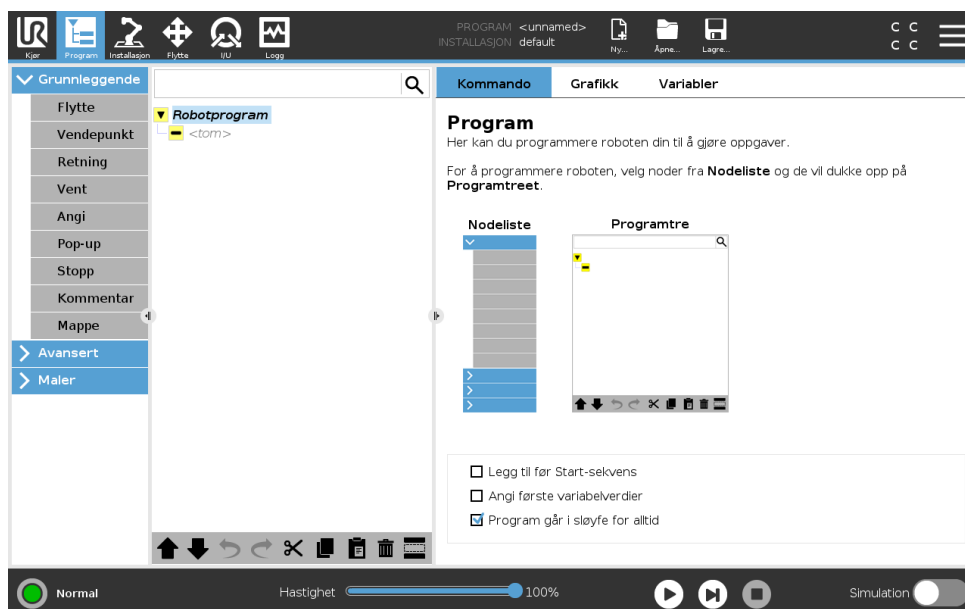 PROGRAM <unnamed>
INSTALLASJON default
Kjør
Program
Installasjon
Flytte
I/U
Logg
Ny...
Åpne...
Lagre...
C C
C C
Grunnleggende
Flytte
Vendepunkt
Retning
Vent
Angi
Pop-up
Stopp
Kommentar
Mappe
Avansert
Maler
Robotprogram
<tom>
Kommando
Grafikk
Variabler
Program
Her kan du programmere roboten din til å gjøre oppgaver.
For å programmere roboten, velg noder fra Nodeliste og de vil dukke opp på
Programtreet.
Nodeliste
Programtre
Legg til før Start-sekvens
Angi første variabelverdier
Program går i sløyfe for alltid
Normal
Hastighet
100%
Simulation